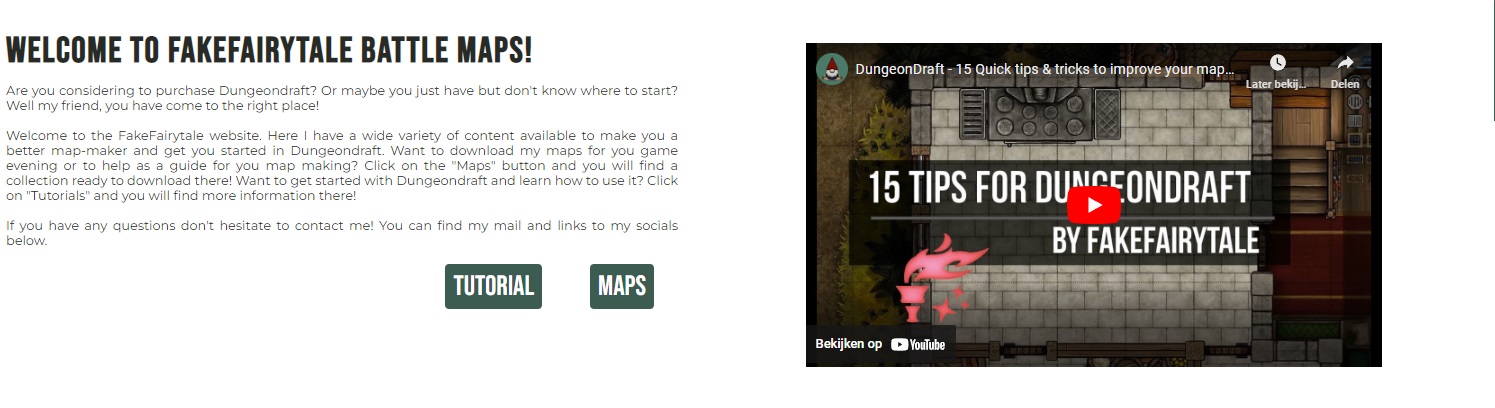 WELCOME TO FAKEFAIRYTALE BATTLE MAPS!
Are you considering to purchase Dungeondraft? Or maybe you just have but don't know where to start?
Well my friend, you have come to the right place!
Welcome to the FakeFairytale website. Here I have a wide variety of content available to make you a
better map-maker and get you started in Dungeondraft. Want to download my maps for you game
evening or to help as a guide for you map making? Click on the "Maps" button and you will find a
collection ready to download there! Want to get started with Dungeondraft and learn how to use it? Click
on "Tutorials" and you will find more information there!
If you have any questions don't hesitate to contact me! You can find my mail and links to my socials
below.
TUTORIAL
MAPS
DungeonDraft - 15 Quick tips & tricks to improve your map...
Later bekij...
Delen
15 TIPS FOR DUNGEONDRAFT
BY FAKEFAIRYTALE
Bekijken op YouTube